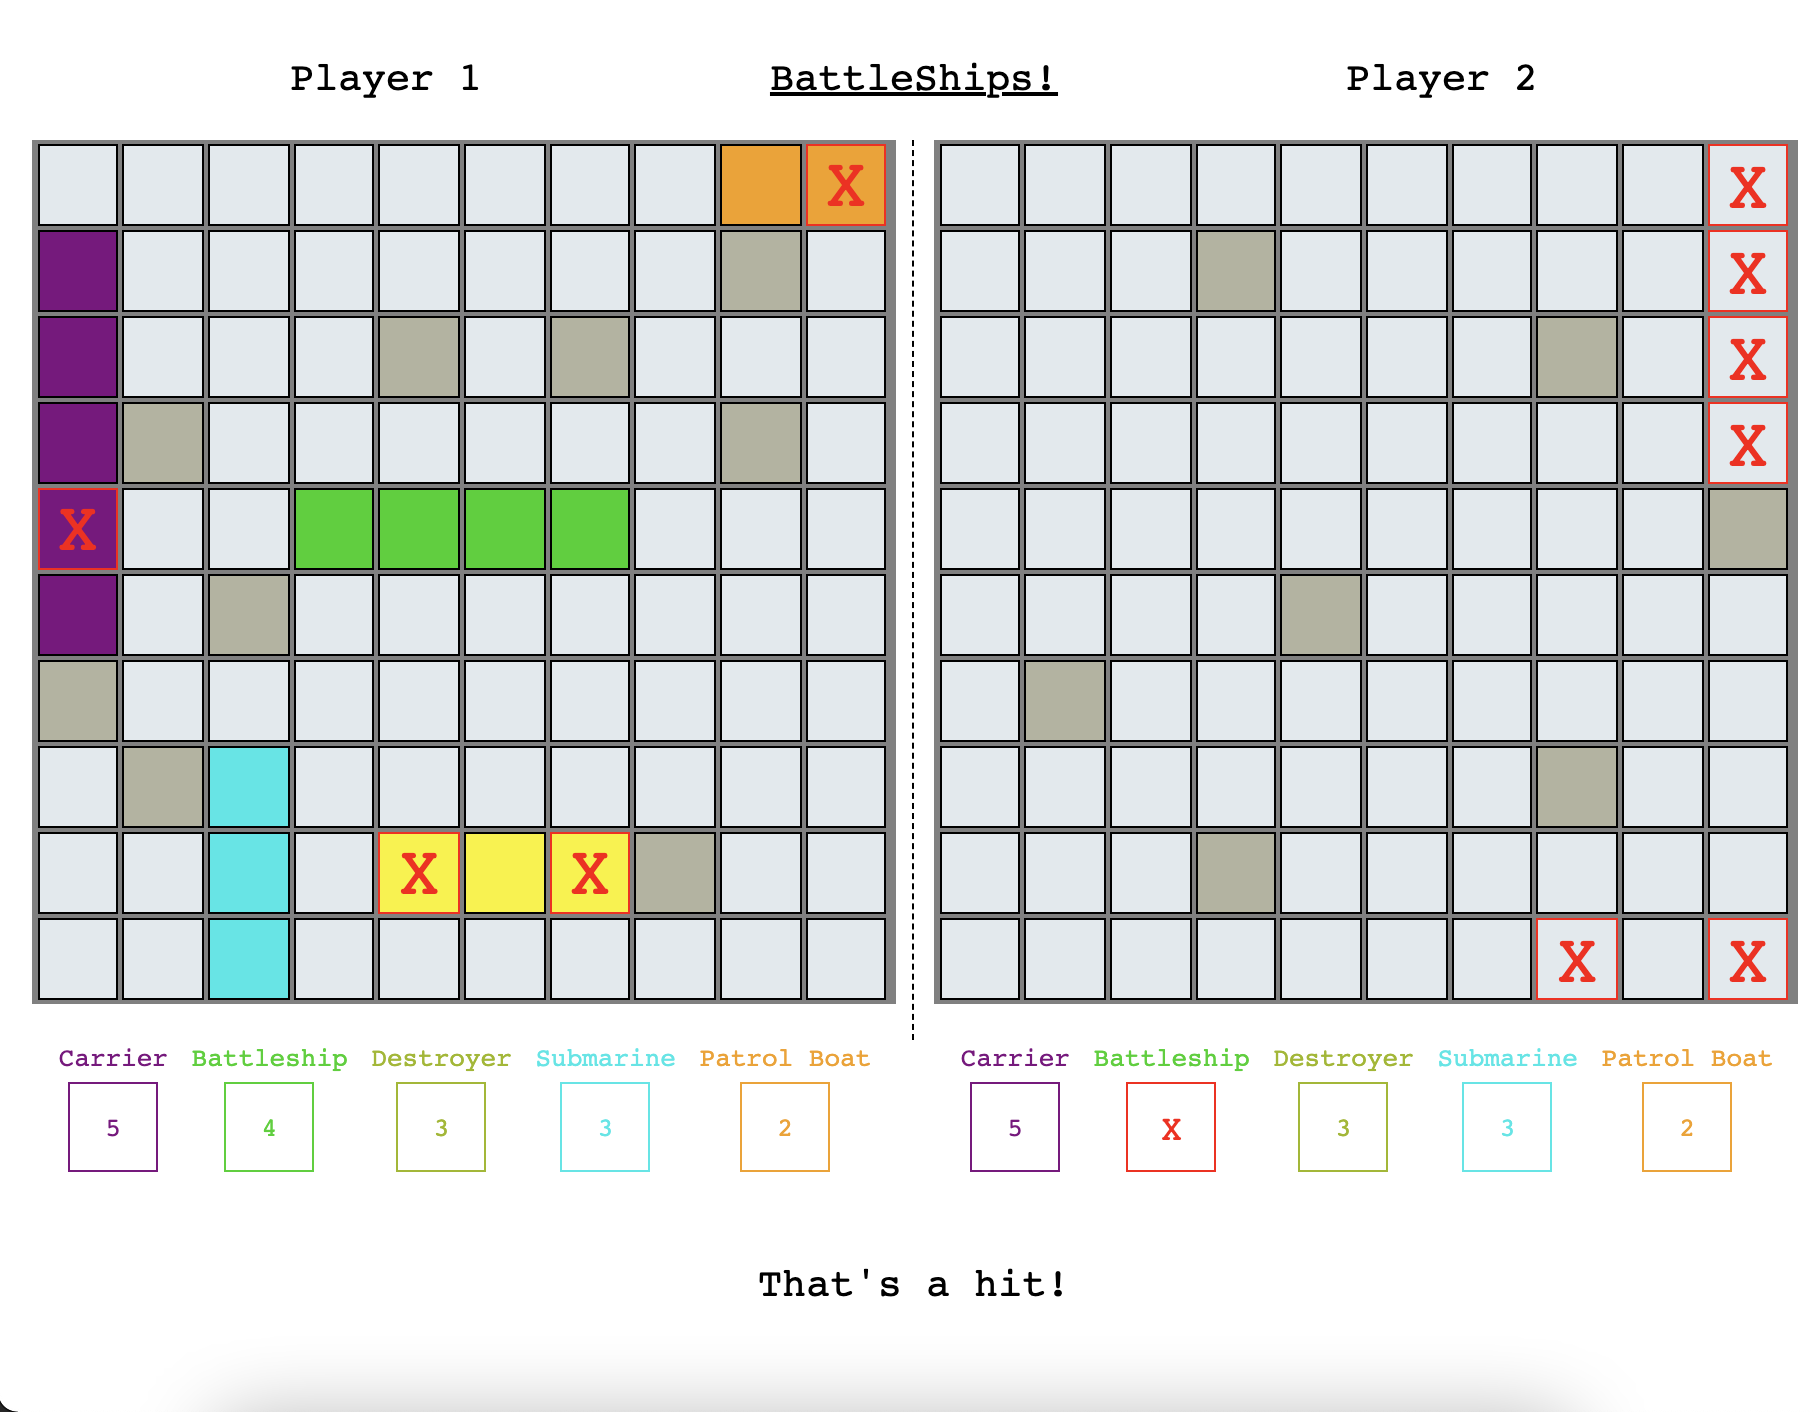 Player 1 BattleShips! Player 2
X X
X
X
X
X
X X
X X
Carrier Battleship Destroyer Submarine Patrol Boat Carrier Battleship Destroyer Submarine Patrol Boat
5 4 3 3 2 5 X 3 3 2
That's a hit!